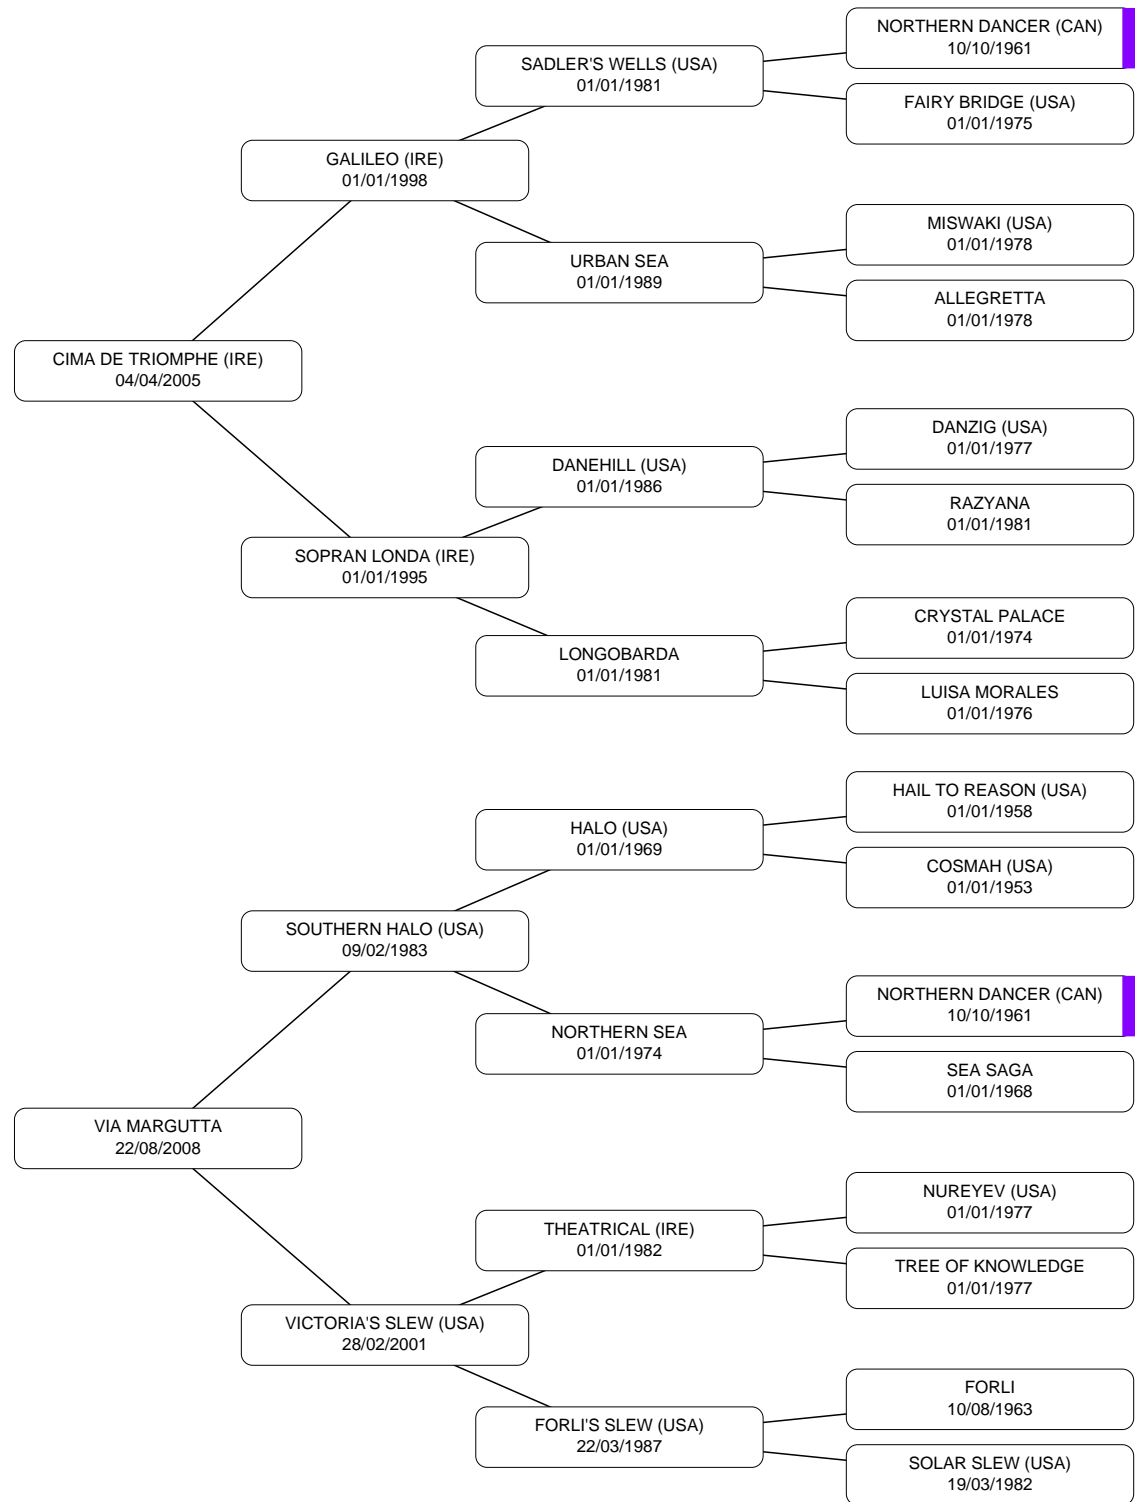 NORTHERN DANCER (CAN)
10/10/1961
SADLER'S WELLS (USA)
01/01/1981
FAIRY BRIDGE (USA)
01/01/1975
GALILEO (IRE)
01/01/1998
MISWAKI (USA)
01/01/1978
URBAN SEA
01/01/1989
ALLEGRETTA
01/01/1978
CIMA DE TRIOMPHE (IRE)
04/04/2005
DANZIG (USA)
01/01/1977
DANEHILL (USA)
01/01/1986
RAZYANA
01/01/1981
SOPRAN LONDA (IRE)
01/01/1995
CRYSTAL PALACE
01/01/1974
LONGOBARDA
01/01/1981
LUISA MORALES
01/01/1976
HAIL TO REASON (USA)
01/01/1958
HALO (USA)
01/01/1969
COSMAH (USA)
01/01/1953
SOUTHERN HALO (USA)
09/02/1983
NORTHERN DANCER (CAN)
10/10/1961
NORTHERN SEA
01/01/1974
SEA SAGA
01/01/1968
VIA MARGUTTA
22/08/2008
NUREYEV (USA)
01/01/1977
THEATRICAL (IRE)
01/01/1982
TREE OF KNOWLEDGE
01/01/1977
VICTORIA'S SLEW (USA)
28/02/2001
FORLI
10/08/1963
FORLI'S SLEW (USA)
22/03/1987
SOLAR SLEW (USA)
19/03/1982